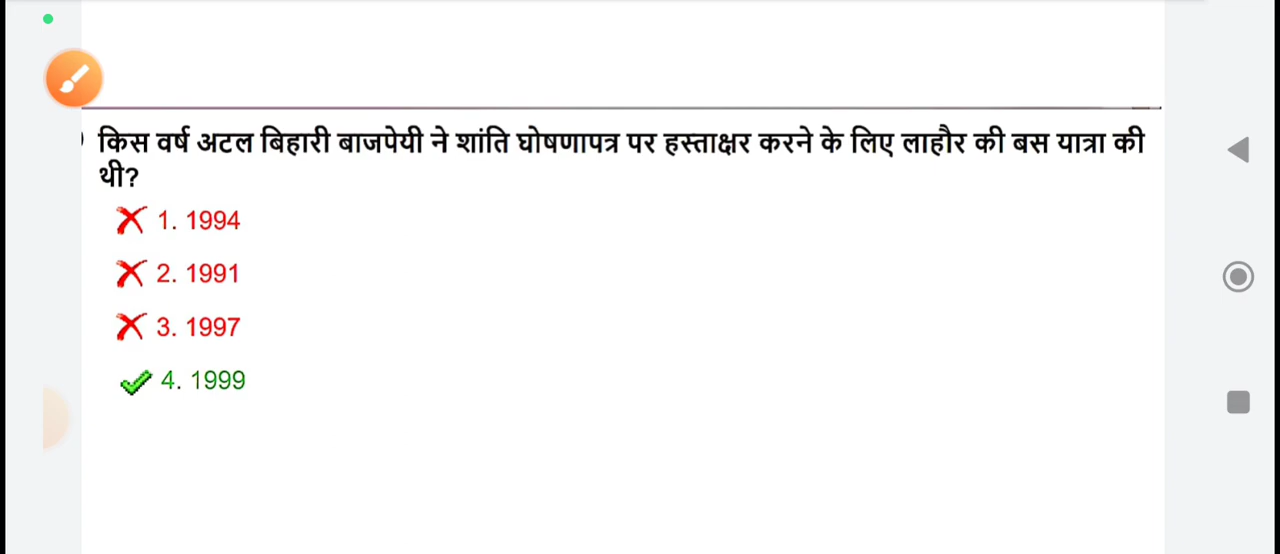 किस वर्ष अटल बिहारी बाजपेयी ने शांति घोषणापत्र पर हस्ताक्षर करने के लिए लाहौर की बस यात्रा की
थी?
1. 1994
2. 1991
3. 1997
4. 1999